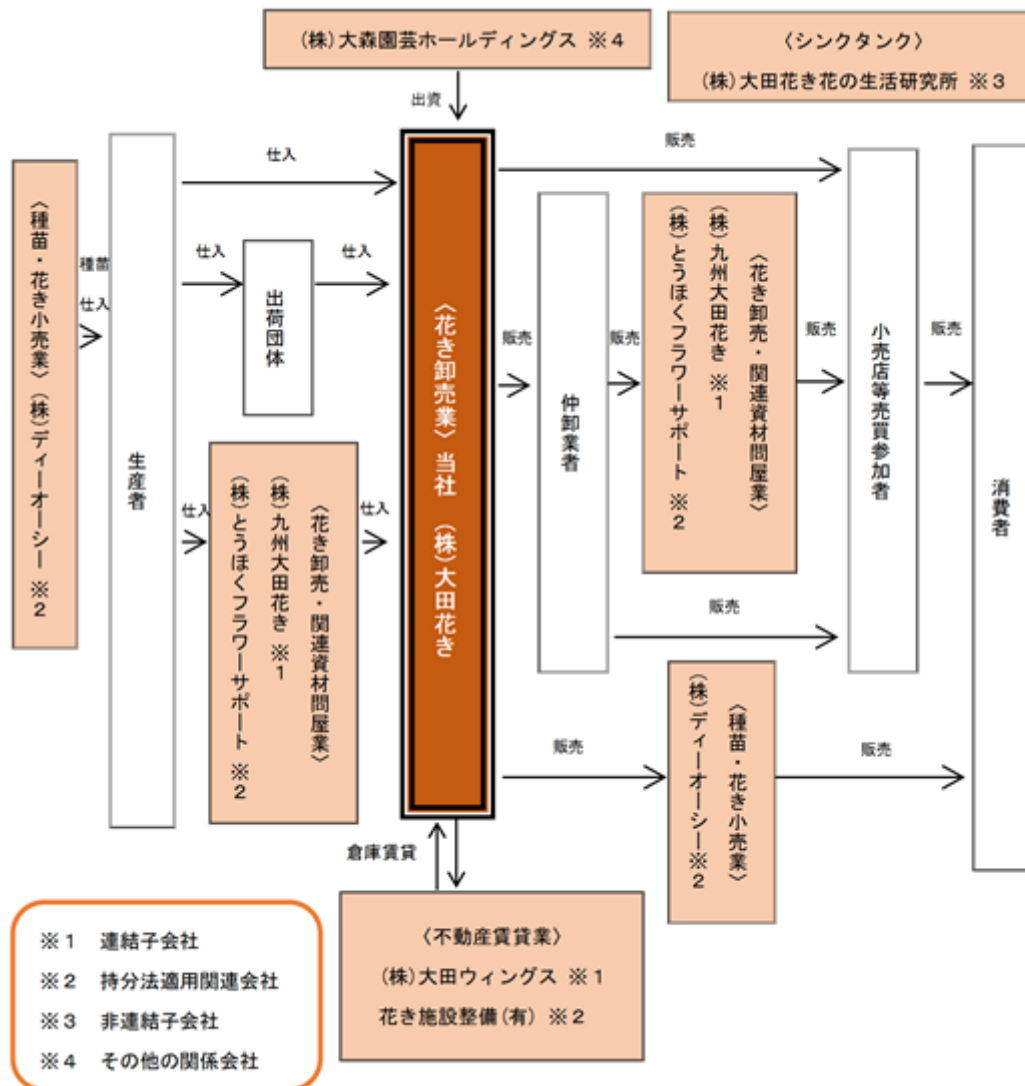 (株)大森園芸ホールディングス ※4
〈シンクタンク〉
(株)大田花き花の生活研究所 ※3
出資
〈種苗・花き小売業〉(株)ディーオーシー ※2
種苗
仕入
生産者
仕入
仕入
出荷団体
仕入
仕入
〈花き卸売・関連資材問屋業〉
(株)九州大田花き ※1
(株)とうほくフラワーサポート ※2
仕入
〈花き卸売業〉当社 (株)大田花き
販売
販売
仲卸業者
販売
〈花き卸売・関連資材問屋業〉
(株)九州大田花き ※1
(株)とうほくフラワーサポート ※2
販売
販売
小売店等売買参加者
販売
消費者
販売
〈種苗・花き小売業〉
(株)ディーオーシー※2
販売
倉庫賃貸
〈不動産賃貸業〉
(株)大田ウィングス ※1
花き施設整備(有) ※2
※1 連結子会社
※2 持分法適用関連会社
※3 非連結子会社
※4 その他の関係会社